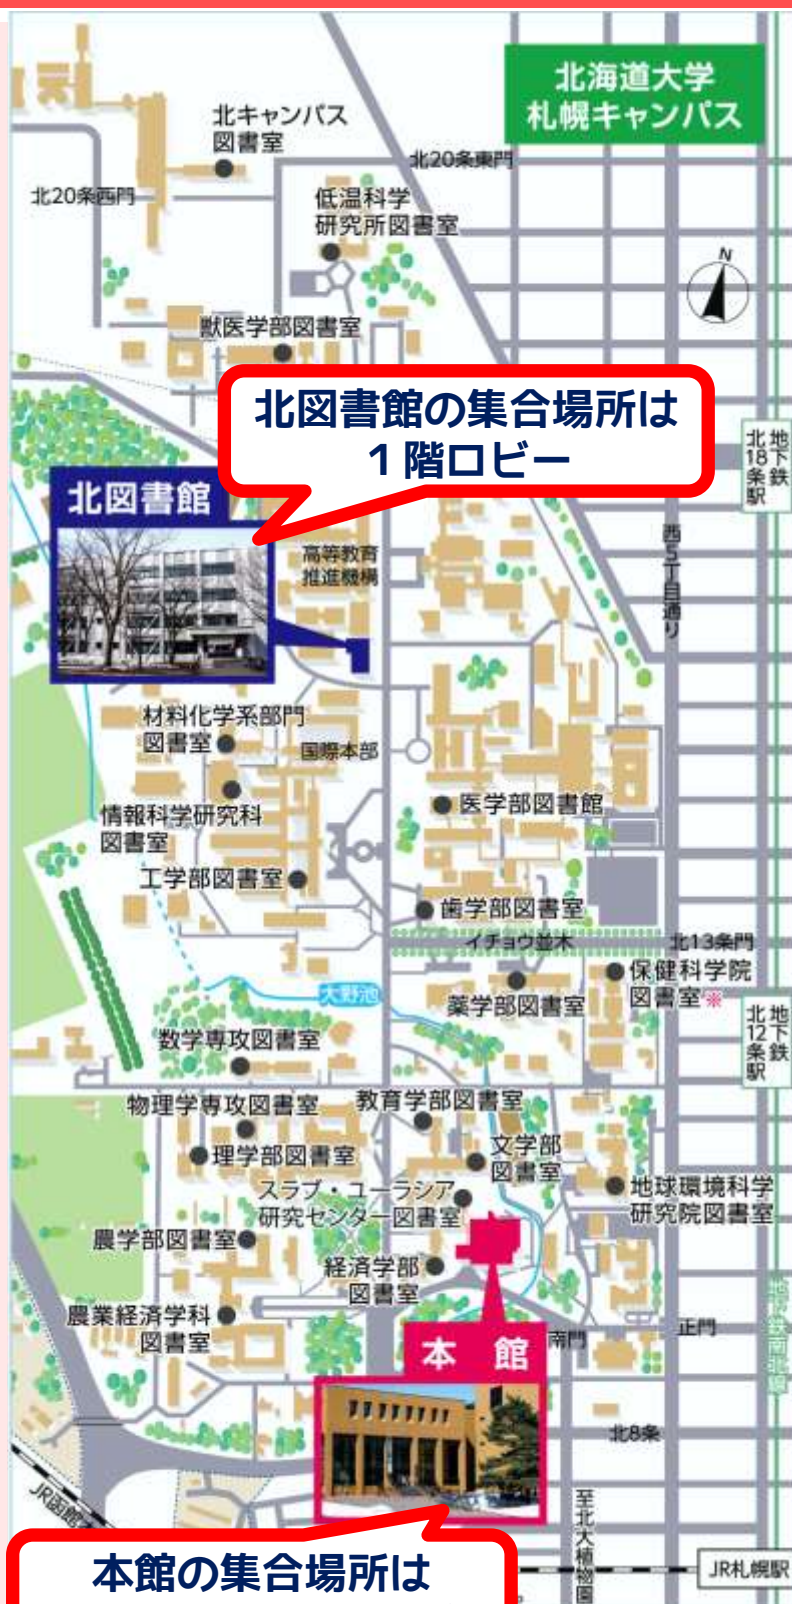 北海道大学
札幌キャンパス
北キャンパス
図書室
北20条東門
北20条西門
低温科学
研究所図書室
N
獣医学部図書室
北図書館の集合場所は
１階ロビー
地下鉄
北18条駅
北図書館
西5丁目通り
高等教育
推進機構
材料化学系部門
図書室
国際本部
情報科学研究科
図書室
医学部図書館
工学部図書室
歯学部図書室
イチョウ並木
北13条門
保健科学院
図書室※
薬学部図書室
大野池
地下鉄
北12条駅
数学専攻図書室
物理学専攻図書室
教育学部図書室
理学部図書室
文学部
図書室
スラブ・ユーラシア
研究センター図書室
地球環境科学
研究院図書室
農学部図書室
経済学部
図書室
農業経済学科
図書室
地下鉄南北線
南門
正門
本 館
北8条
JR函館
至北大植物園
JR札幌駅
本館の集合場所は